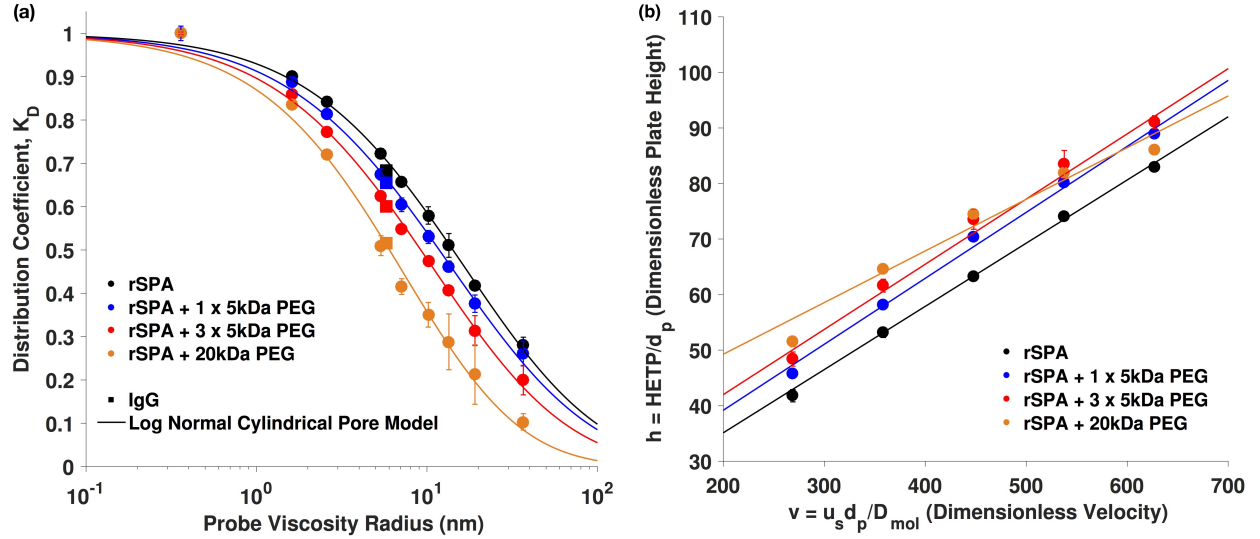 (a)
Distribution Coefficient, K_D
1
0.9
0.8
0.7
0.6
0.5
0.4
0.3
0.2
0.1
0
rSPA
rSPA + 1 x 5kDa PEG
rSPA + 3 x 5kDa PEG
rSPA + 20kDa PEG
IgG
Log Normal Cylindrical Pore Model
10^-1
10^0
10^1
10^2
Probe Viscosity Radius (nm)
(b)
h = HETP/d_p (Dimensionless Plate Height)
110
100
90
80
70
60
50
40
30
rSPA
rSPA + 1 x 5kDa PEG
rSPA + 3 x 5kDa PEG
rSPA + 20kDa PEG
200
300
400
500
600
700
v = u_s d_p/D_mol (Dimensionless Velocity)